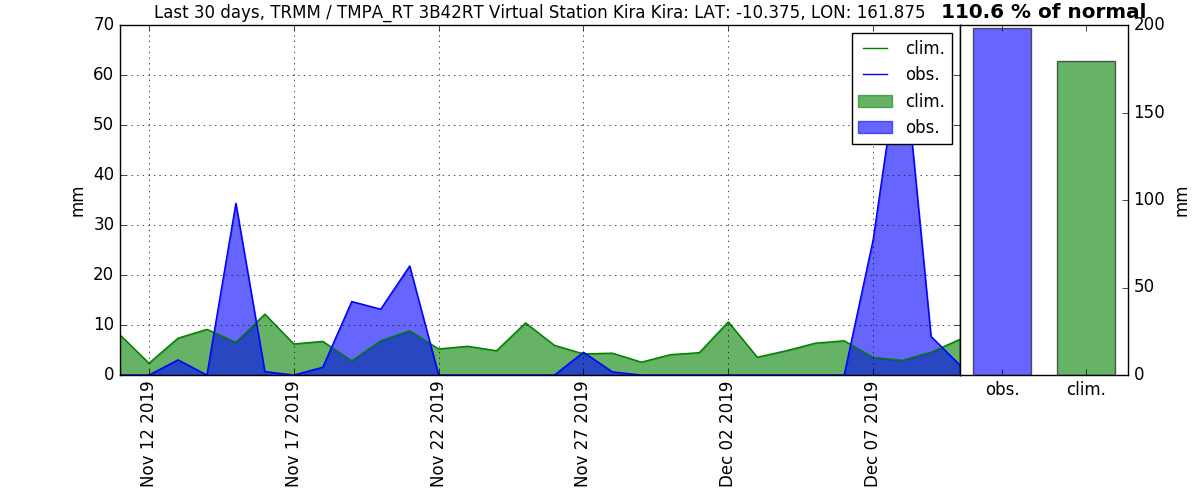 Last 30 days, TRMM / TMPA_RT 3B42RT Virtual Station Kira Kira: LAT: -10.375, LON: 161.875 110.6 % of normal
70
60
50
40
30
20
10
0
mm
clim.
obs.
clim.
obs.
200
150
100
50
0
mm
Nov 12 2019
Nov 17 2019
Nov 22 2019
Nov 27 2019
Dec 02 2019
Dec 07 2019
obs.
clim.